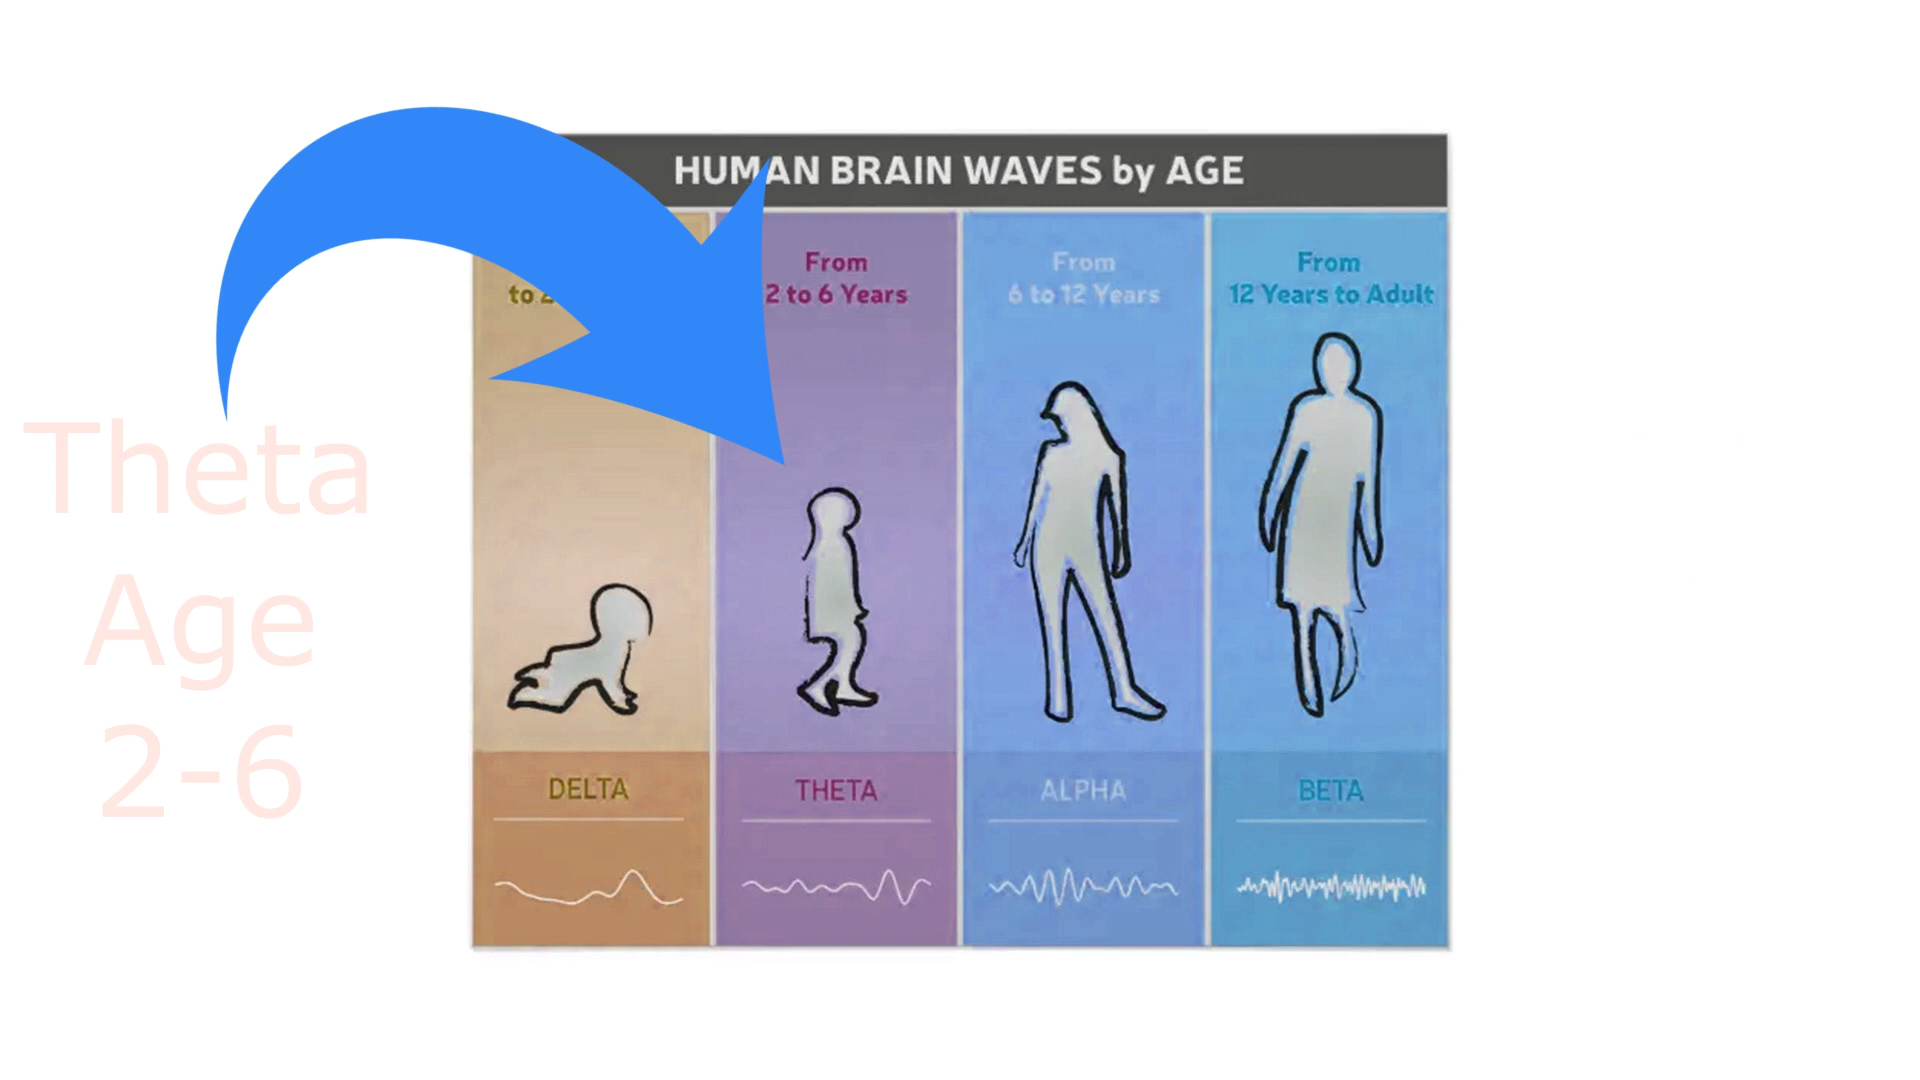 HUMAN BRAIN WAVES by AGE
to
From
2 to 6 Years
From
6 to 12 Years
From
12 Years to Adult
Theta
Age
2-6
DELTA
THETA
ALPHA
BETA